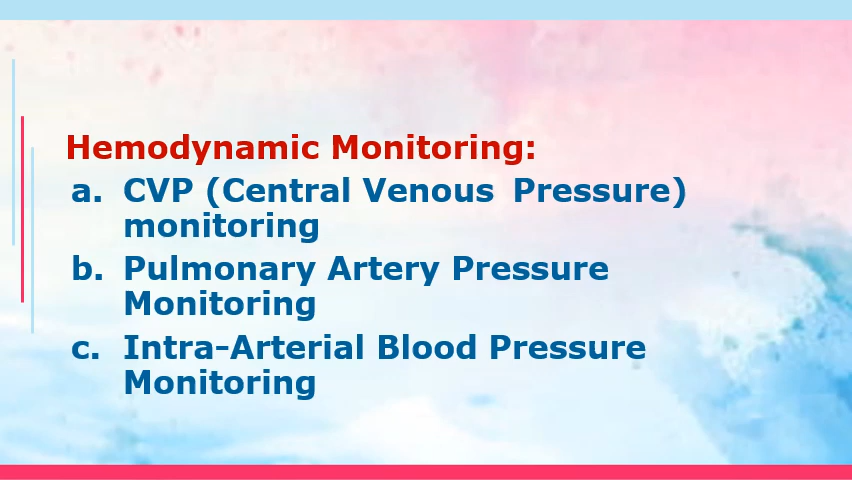 Hemodynamic Monitoring:
a. CVP (Central Venous Pressure)
monitoring
b. Pulmonary Artery Pressure
Monitoring
c. Intra-Arterial Blood Pressure
Monitoring